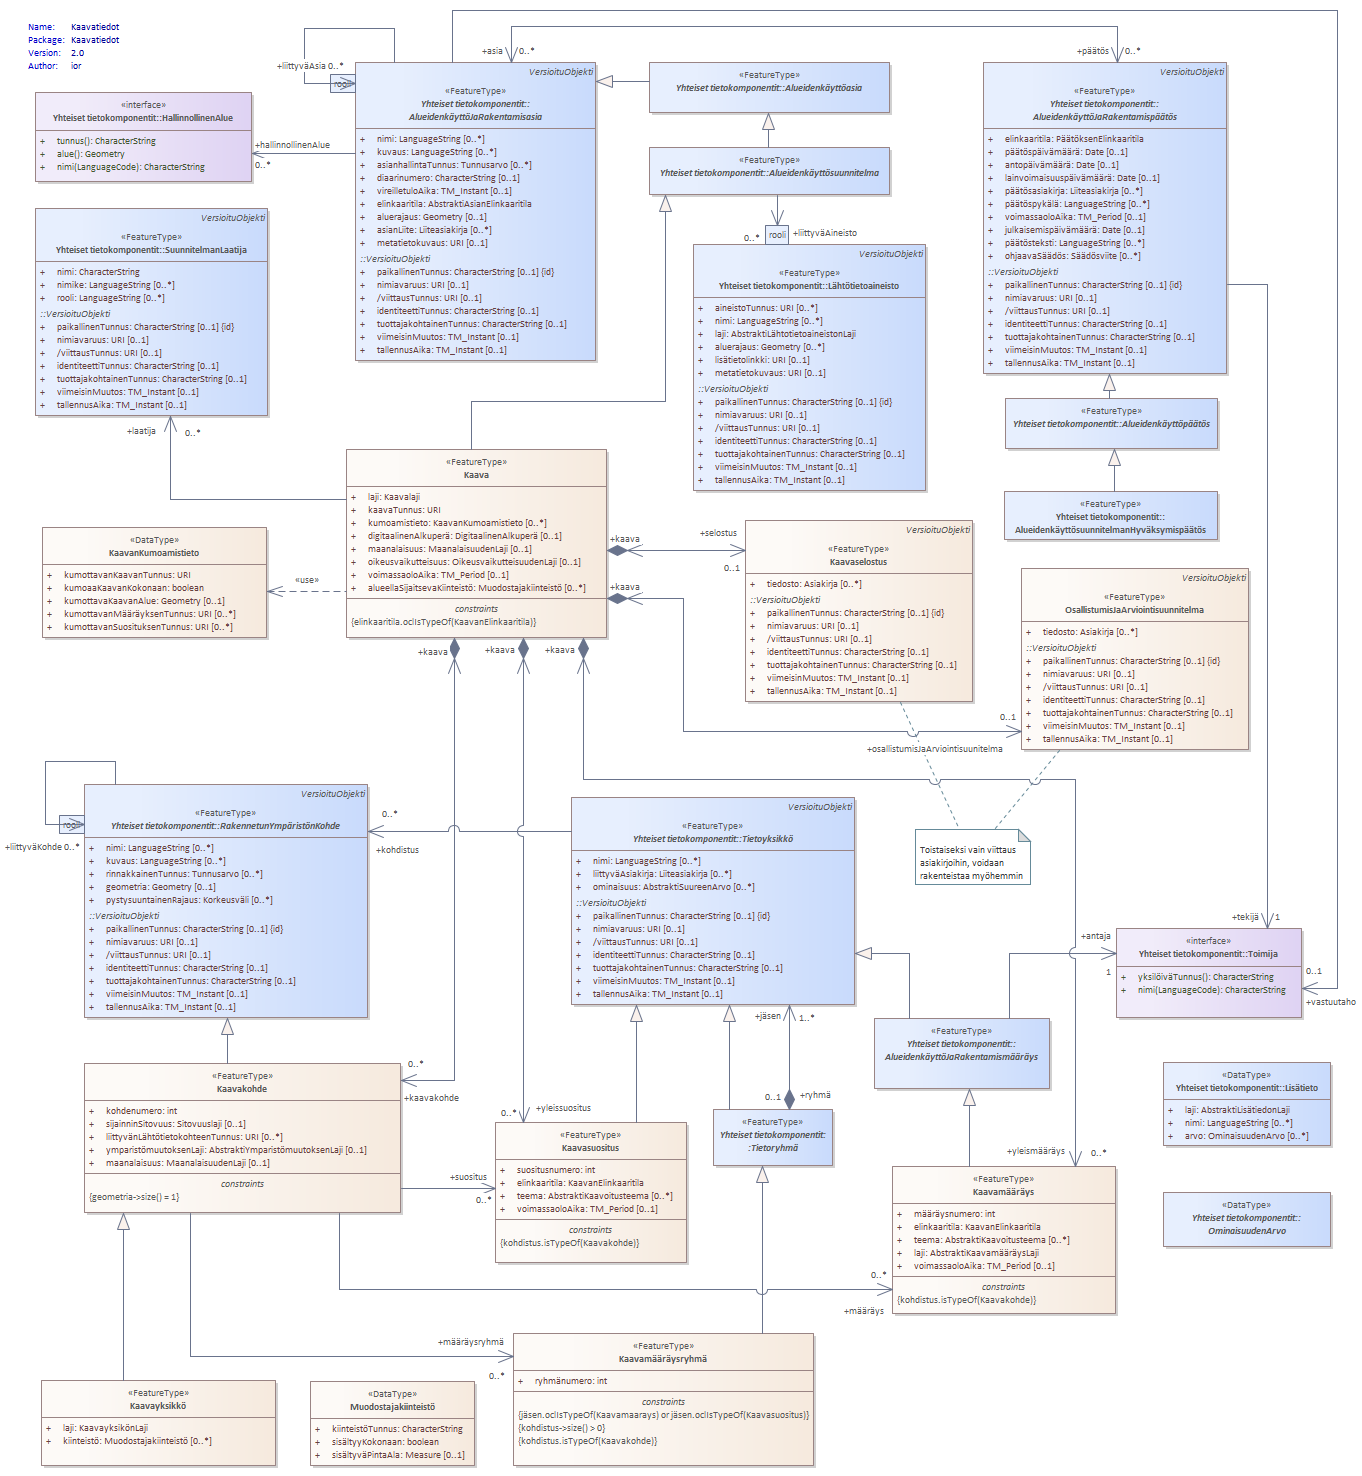 Name: Kaavatiedot
Package: Kaavatiedot
Version: 2.0
Author: ior
+asia 0..*
+päätös 0..*
+liittyväAsia 0..*
rooli
«interface»
Yhteiset tietokomponentit::HallinnollinenAlue
+ tunnus(): CharacterString
+ alue(): Geometry
+ nimi(LanguageCode): CharacterString
+hallinnollinenAlue
0..*
VersioituObjekti
«FeatureType»
Yhteiset tietokomponentit::
AlueidenkäyttöJaRakentamisasia
+ nimi: LanguageString [0..*]
+ kuvaus: LanguageString [0..*]
+ asianhallintaTunnus: Tunnusarvo [0..*]
+ diaarinumero: CharacterString [0..1]
+ vireilletuloAika: TM_Instant [0..1]
+ elinkaaritila: AbstraktiAsianElinkaaritila
+ aluerajaus: Geometry [0..1]
+ asianLiite: Liiteasiakirja [0..*]
+ metatietokuvaus: URI [0..1]
::VersioituObjekti
+ paikallinenTunnus: CharacterString [0..1] {id}
+ nimiavaruus: URI [0..1]
+ /viittausTunnus: URI [0..1]
+ identiteettiTunnus: CharacterString [0..1]
+ tuottajakohtainenTunnus: CharacterString [0..1]
+ viimeisinMuutos: TM_Instant [0..1]
+ tallennusAika: TM_Instant [0..1]
«FeatureType»
Yhteiset tietokomponentit::Alueidenkäyttöasia
«FeatureType»
Yhteiset tietokomponentit::Alueidenkäyttösuunnitelma
0..* rooli +liittyväAineisto
VersioituObjekti
«FeatureType»
Yhteiset tietokomponentit::Lähtötietoaineisto
+ aineistoTunnus: URI [0..*]
+ nimi: LanguageString [0..*]
+ laji: AbstraktiLähtotietoaineistonLaji
+ aluerajaus: Geometry [0..*]
+ lisätietolinkki: URI [0..1]
+ metatietokuvaus: URI [0..1]
::VersioituObjekti
+ paikallinenTunnus: CharacterString [0..1] {id}
+ nimiavaruus: URI [0..1]
+ /viittausTunnus: URI [0..1]
+ identiteettiTunnus: CharacterString [0..1]
+ tuottajakohtainenTunnus: CharacterString [0..1]
+ viimeisinMuutos: TM_Instant [0..1]
+ tallennusAika: TM_Instant [0..1]
VersioituObjekti
«FeatureType»
Yhteiset tietokomponentit::
AlueidenkäyttöJaRakentamispäätös
+ elinkaaritila: PäätöksenElinkaaritila
+ päätöspäivämäärä: Date [0..1]
+ antopäivämäärä: Date [0..1]
+ lainvoimaisuuspäivämäärä: Date [0..1]
+ päätösasiakirja: Liiteasiakirja [0..*]
+ päätöspykälä: LanguageString [0..*]
+ voimassaoloAika: TM_Period [0..1]
+ julkaisemispäivämäärä: Date [0..1]
+ päätösteksti: LanguageString [0..*]
+ ohjaavaSäädös: Säädösviite [0..*]
::VersioituObjekti
+ paikallinenTunnus: CharacterString [0..1] {id}
+ nimiavaruus: URI [0..1]
+ /viittausTunnus: URI [0..1]
+ identiteettiTunnus: CharacterString [0..1]
+ tuottajakohtainenTunnus: CharacterString [0..1]
+ viimeisinMuutos: TM_Instant [0..1]
+ tallennusAika: TM_Instant [0..1]
«FeatureType»
Yhteiset tietokomponentit::Alueidenkäyttöpäätös
«FeatureType»
Yhteiset tietokomponentit::
AlueidenkäyttösuunnitelmanHyväksymispäätös
VersioituObjekti
«FeatureType»
Yhteiset tietokomponentit::SuunnitelmanLaatija
+ nimi: CharacterString
+ nimike: LanguageString [0..*]
+ rooli: LanguageString [0..*]
::VersioituObjekti
+ paikallinenTunnus: CharacterString [0..1] {id}
+ nimiavaruus: URI [0..1]
+ /viittausTunnus: URI [0..1]
+ identiteettiTunnus: CharacterString [0..1]
+ tuottajakohtainenTunnus: CharacterString [0..1]
+ viimeisinMuutos: TM_Instant [0..1]
+ tallennusAika: TM_Instant [0..1]
+laatija 0..*
«FeatureType»
Kaava
+ laji: Kaavalaji
+ kaavaTunnus: URI
+ kumoamistieto: KaavanKumoamistieto [0..*]
+ digitaalinenAlkuperä: DigitaalinenAlkuperä [0..1]
+ maanalaisuus: MaanalaisuudenLaji [0..1]
+ oikeusvaikutteisuus: OikeusvaikutteisuudenLaji [0..1]
+ voimassaoloAika: TM_Period [0..1]
+ alueellaSijaitsevaKiinteistö: Muodostajakiinteistö [0..*]
constraints
{elinkaaritila.oclIsTypeOf(KaavanElinkaaritila)}
«DataType»
KaavanKumoamistieto
+ kumottavanKaavanTunnus: URI
+ kumoaaKaavanKokonaan: boolean
+ kumottavaKaavanAlue: Geometry [0..1]
+ kumottavanMääräyksenTunnus: URI [0..*]
+ kumottavanSuosituksenTunnus: URI [0..*]
«use»
+kaava +selostus
0..1
+kaava
VersioituObjekti
«FeatureType»
Kaavaselostus
+ tiedosto: Asiakirja [0..*]
::VersioituObjekti
+ paikallinenTunnus: CharacterString [0..1] {id}
+ nimiavaruus: URI [0..1]
+ /viittausTunnus: URI [0..1]
+ identiteettiTunnus: CharacterString [0..1]
+ tuottajakohtainenTunnus: CharacterString [0..1]
+ viimeisinMuutos: TM_Instant [0..1]
+ tallennusAika: TM_Instant [0..1]
VersioituObjekti
«FeatureType»
OsallistumisJaArviointisuunnitelma
+ tiedosto: Asiakirja [0..*]
::VersioituObjekti
+ paikallinenTunnus: CharacterString [0..1] {id}
+ nimiavaruus: URI [0..1]
+ /viittausTunnus: URI [0..1]
+ identiteettiTunnus: CharacterString [0..1]
+ tuottajakohtainenTunnus: CharacterString [0..1]
+ viimeisinMuutos: TM_Instant [0..1]
+ tallennusAika: TM_Instant [0..1]
0..1
+osallistumisJaArviointisuunitelma
+kaava +kaava +kaava
Toistaiseksi vain viittaus
asiakirjoihin, voidaan
rakenteistaa myöhemmin
rooli
+liittyväKohde 0..*
VersioituObjekti
«FeatureType»
Yhteiset tietokomponentit::RakennetunYmpäristönKohde
+ nimi: LanguageString [0..*]
+ kuvaus: LanguageString [0..*]
+ rinnakkainenTunnus: Tunnusarvo [0..*]
+ geometria: Geometry [0..1]
+ pystysuuntainenRajaus: Korkeusväli [0..*]
::VersioituObjekti
+ paikallinenTunnus: CharacterString [0..1] {id}
+ nimiavaruus: URI [0..1]
+ /viittausTunnus: URI [0..1]
+ identiteettiTunnus: CharacterString [0..1]
+ tuottajakohtainenTunnus: CharacterString [0..1]
+ viimeisinMuutos: TM_Instant [0..1]
+ tallennusAika: TM_Instant [0..1]
0..*
+kohdistus
VersioituObjekti
«FeatureType»
Yhteiset tietokomponentit::Tietoyksikkö
+ nimi: LanguageString [0..*]
+ liittyväAsiakirja: Liiteasiakirja [0..*]
+ ominaisuus: AbstraktiSuureenArvo [0..*]
::VersioituObjekti
+ paikallinenTunnus: CharacterString [0..1] {id}
+ nimiavaruus: URI [0..1]
+ /viittausTunnus: URI [0..1]
+ identiteettiTunnus: CharacterString [0..1]
+ tuottajakohtainenTunnus: CharacterString [0..1]
+ viimeisinMuutos: TM_Instant [0..1]
+ tallennusAika: TM_Instant [0..1]
+tekijä 1
+antaja
1
«interface»
Yhteiset tietokomponentit::Toimija
+ yksilöiväTunnus(): CharacterString
+ nimi(LanguageCode): CharacterString
0..1
+vastuutaho
+jäsen 1..*
0..1 +ryhmä
«FeatureType»
Yhteiset tietokomponentit::
AlueidenkäyttöJaRakentamismääräys
«DataType»
Yhteiset tietokomponentit::Lisätieto
+ laji: AbstraktiLisätiedonLaji
+ nimi: LanguageString [0..*]
+ arvo: OminaisuudenArvo [0..*]
«FeatureType»
Kaavakohde
+ kohdenumero: int
+ sijainninSitovuus: Sitovuuslaji [0..1]
+ liittyvänLähtötietokohteenTunnus: URI [0..*]
+ ymparistömuutoksenLaji: AbstraktiYmparistömuutoksenLaji [0..1]
+ maanalaisuus: MaanalaisuudenLaji [0..1]
constraints
{geometria->size() = 1}
0..*
+kaavakohde
+suositus
0..*
0..* +yleissuositus
«FeatureType»
Kaavasuositus
+ suositusnumero: int
+ elinkaaritila: KaavanElinkaaritila
+ teema: AbstraktiKaavoitusteema [0..*]
+ voimassaoloAika: TM_Period [0..1]
constraints
{kohdistus.isTypeOf(Kaavakohde)}
«FeatureType»
Yhteiset tietokomponentit:
:Tietoryhmä
+yleismääräys 0..*
«FeatureType»
Kaavamääräys
+ määräysnumero: int
+ elinkaaritila: KaavanElinkaaritila
+ teema: AbstraktiKaavoitusteema [0..*]
+ laji: AbstraktiKaavamääräysLaji
+ voimassaoloAika: TM_Period [0..1]
constraints
{kohdistus.isTypeOf(Kaavakohde)}
0..*
+määräys
«DataType»
Yhteiset tietokomponentit::
OminaisuudenArvo
+määräysryhmä
0..*
«FeatureType»
Kaavamääräysryhmä
+ ryhmänumero: int
constraints
{jäsen.oclIsTypeOf(Kaavamaarays) or jäsen.oclIsTypeOf(Kaavasuositus)}
{kohdistus->size() > 0}
{kohdistus.isTypeOf(Kaavakohde)}
«FeatureType»
Kaavayksikkö
+ laji: KaavayksikönLaji
+ kiinteistö: Muodostajakiinteistö [0..*]
«DataType»
Muodostajakiinteistö
+ kiinteistöTunnus: CharacterString
+ sisältyyKokonaan: boolean
+ sisältyväPintaAla: Measure [0..1]